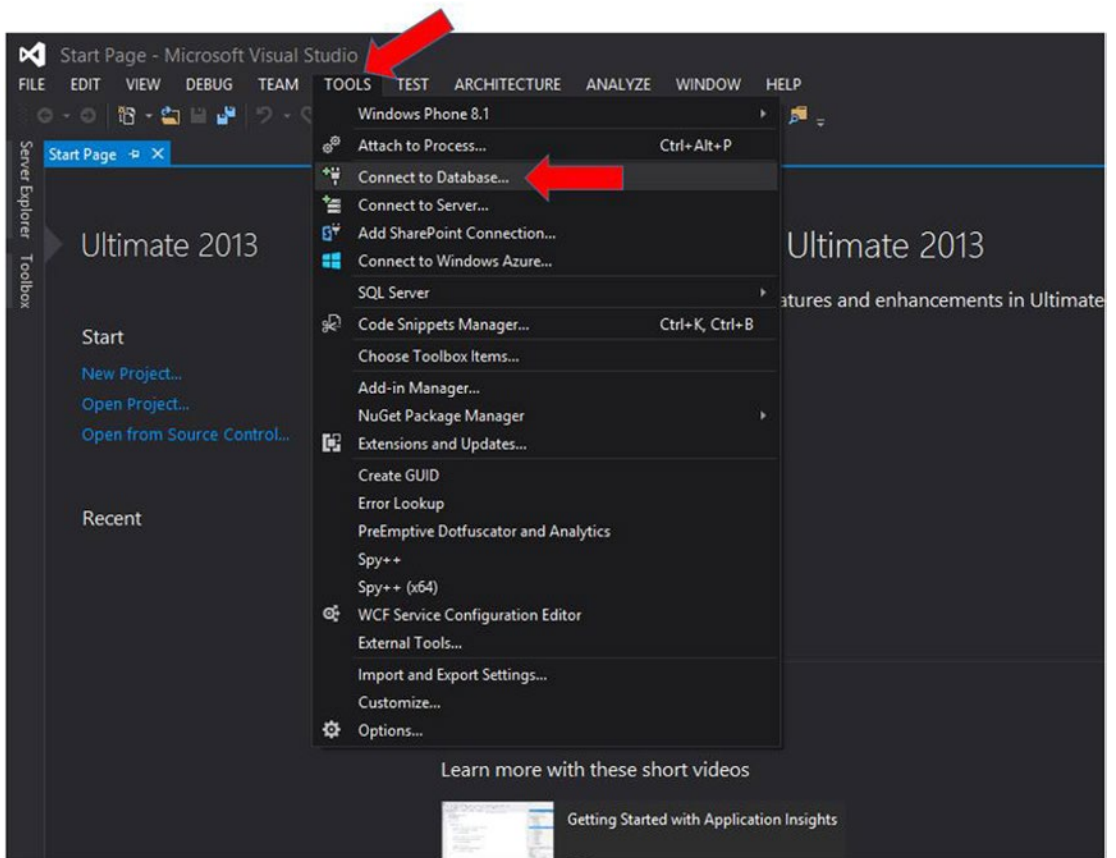 Start Page - Microsoft Visual Studio
FILE EDIT VIEW DEBUG TEAM TOOLS TEST ARCHITECTURE ANALYZE WINDOW HELP
Windows Phone 8.1
Start Page
Attach to Process... Ctrl+Alt+P
Server Explorer
Toolbox
Connect to Database...
Connect to Server...
Add SharePoint Connection...
Connect to Windows Azure...
SQL Server
Code Snippets Manager... Ctrl+K, Ctrl+B
Choose Toolbox Items...
Add-in Manager...
NuGet Package Manager
Extensions and Updates...
Create GUID
Error Lookup
PreEmptive Dotfuscator and Analytics
Spy++
Spy++ (x64)
WCF Service Configuration Editor
External Tools...
Import and Export Settings...
Customize...
Options...
Ultimate 2013
Start
New Project...
Open Project...
Open from Source Control...
Recent
Ultimate 2013
atures and enhancements in Ultimate
Learn more with these short videos
Getting Started with Application Insights